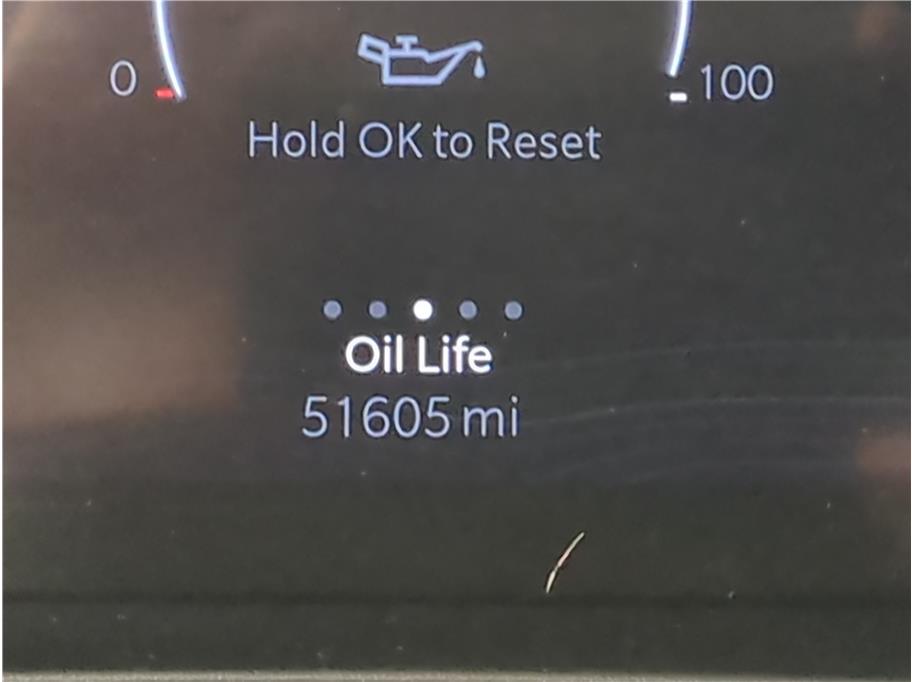 0 100
Hold OK to Reset
Oil Life
51605 mi